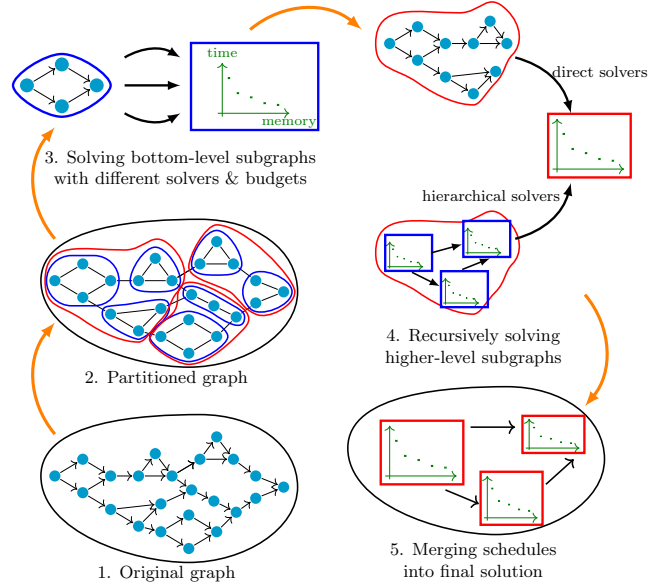 time
memory
3. Solving bottom-level subgraphs
with different solvers & budgets
direct solvers
hierarchical solvers
2. Partitioned graph
4. Recursively solving
higher-level subgraphs
1. Original graph
5. Merging schedules
into final solution